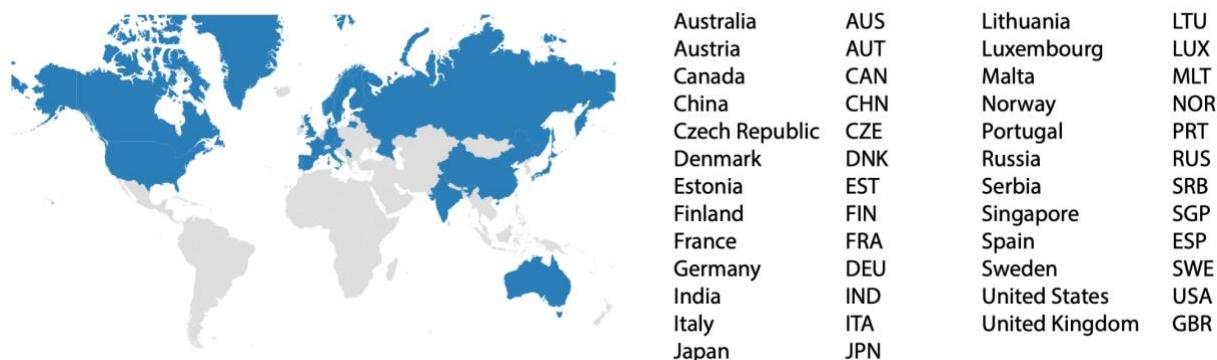 Australia AUS Lithuania LTU
Austria AUT Luxembourg LUX
Canada CAN Malta MLT
China CHN Norway NOR
Czech Republic CZE Portugal PRT
Denmark DNK Russia RUS
Estonia EST Serbia SRB
Finland FIN Singapore SGP
France FRA Spain ESP
Germany DEU Sweden SWE
India IND United States USA
Italy ITA United Kingdom GBR
Japan JPN